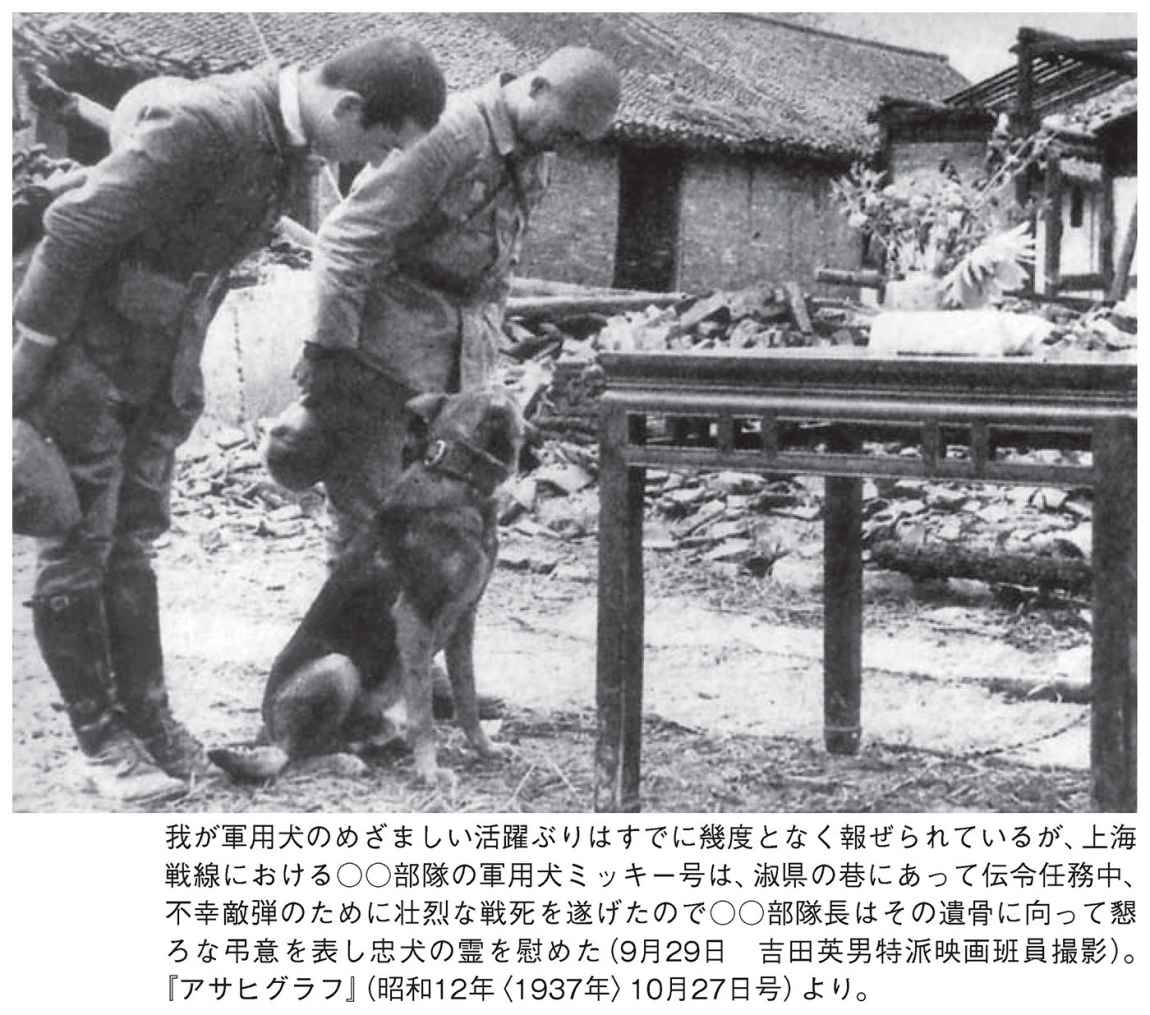 我が軍用犬のめざましい活躍ぶりはすでに幾度となく報ぜられているが、上海
戦線における○○部隊の軍用犬ミッキー号は、淑県の巷にあって伝令任務中、
不幸敵弾のために壮烈な戦死を遂げたので○○部隊長はその遺骨に向って懇
ろな弔意を表し忠犬の霊を慰めた(9月29日　吉田英男特派映画班員撮影)。
『アサヒグラフ』(昭和12年〈1937年〉10月27日号)より。